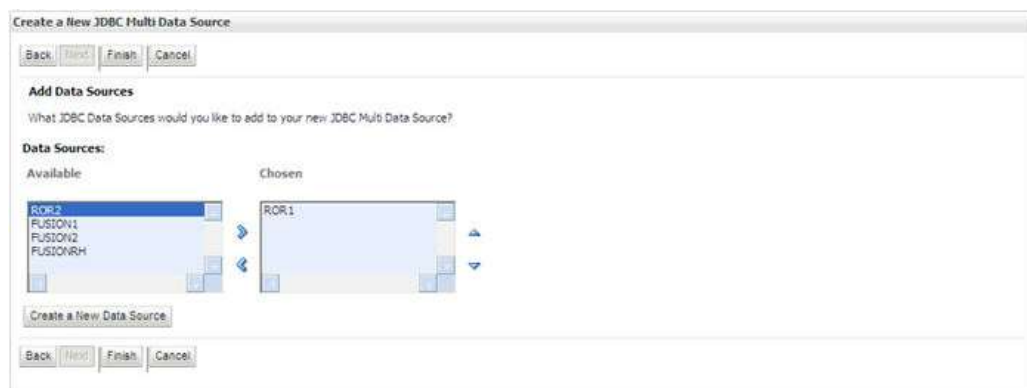 Create a New JDBC Multi Data Source
Back Next Finish Cancel
Add Data Sources
What JDBC Data Sources would you like to add to your new JDBC Multi Data Source?
Data Sources:
Available Chosen
ROR2 ROR1
FUSION1
FUSION2
FUSIONRH
Create a New Data Source
Back Next Finish Cancel